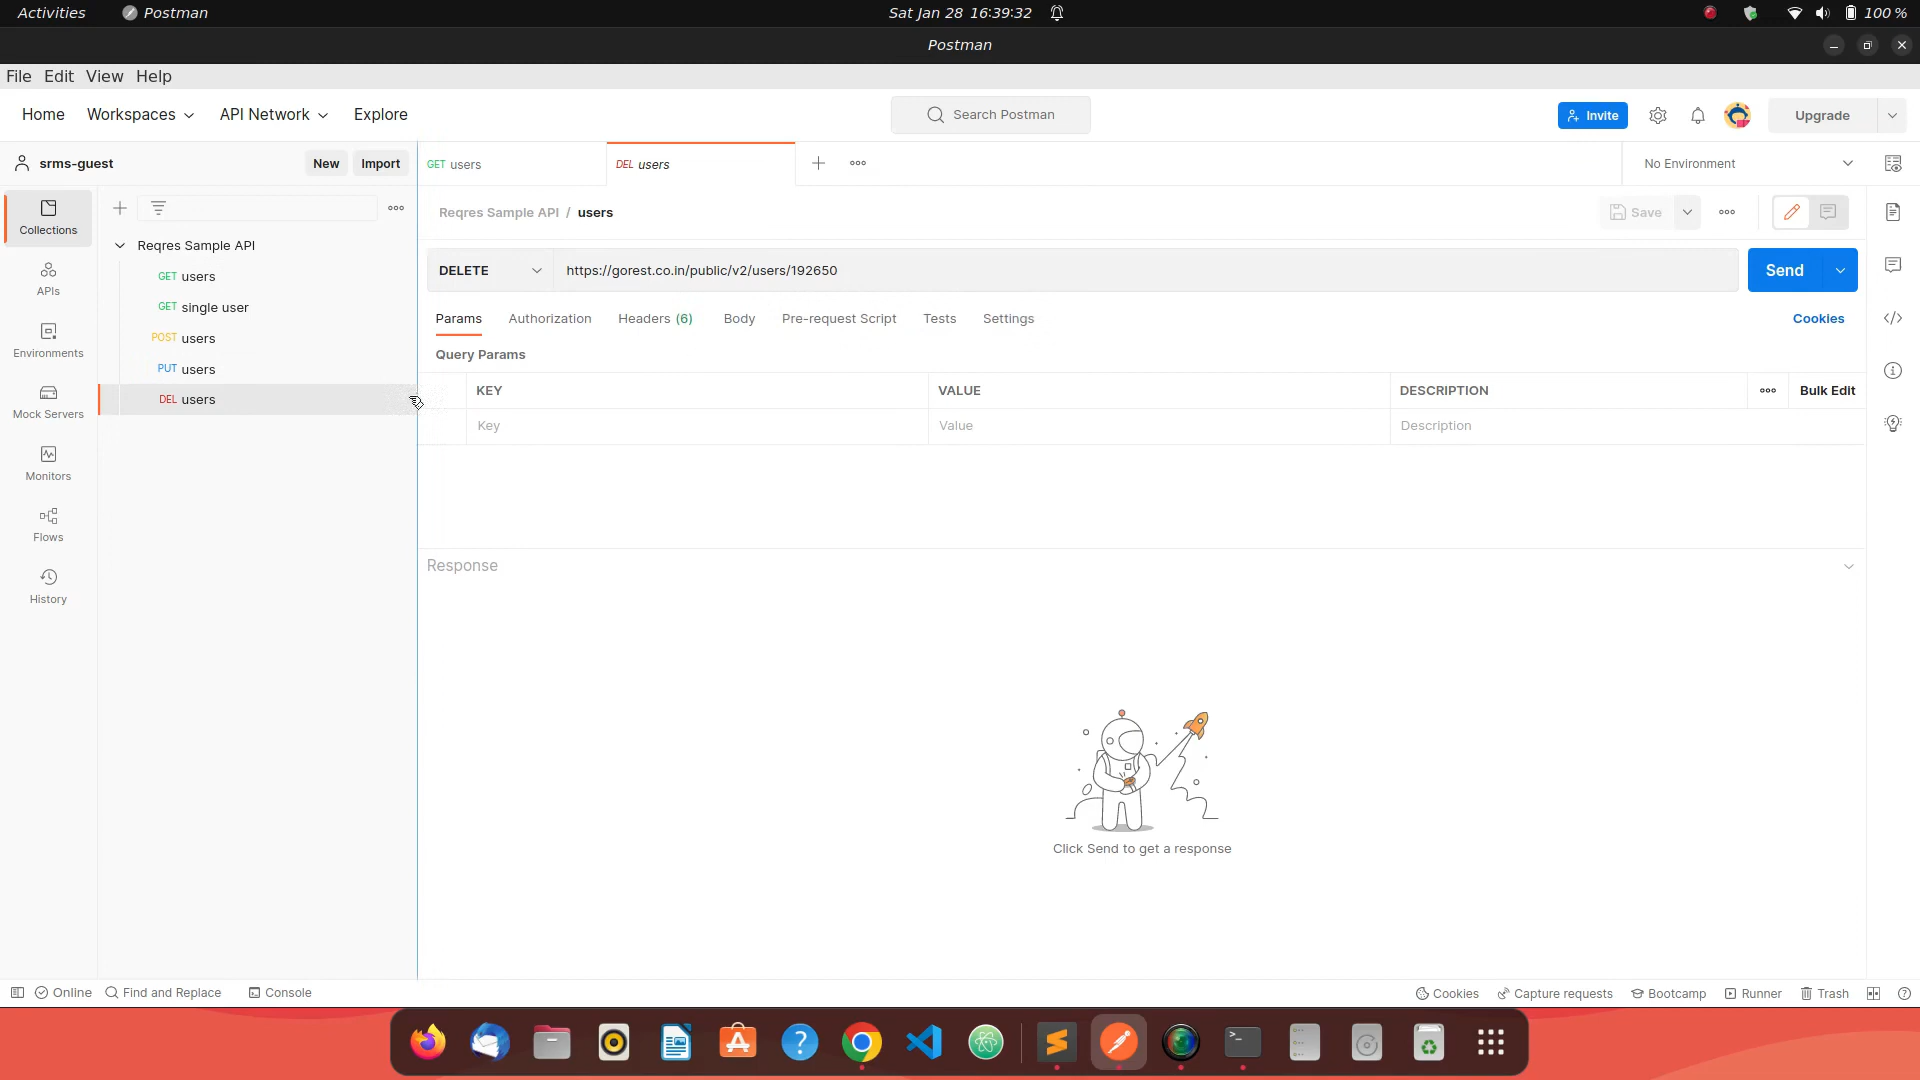 Activities Postman Sat Jan 28 16:39:32 100 %
Postman
File Edit View Help
Home Workspaces API Network Explore Search Postman Invite Upgrade
srms-guest New Import GET users DEL users No Environment
Collections
Reqres Sample API / users Save
Reqres Sample API
GET users
GET single user
POST users
PUT users
DEL users
APIs
Environments
Mock Servers
Monitors
Flows
History
DELETE https://gorest.co.in/public/v2/users/192650 Send
Params Authorization Headers (6) Body Pre-request Script Tests Settings Cookies
Query Params
KEY VALUE DESCRIPTION Bulk Edit
Key Value Description
Response
Click Send to get a response
Online Find and Replace Console Cookies Capture requests Bootcamp Runner Trash